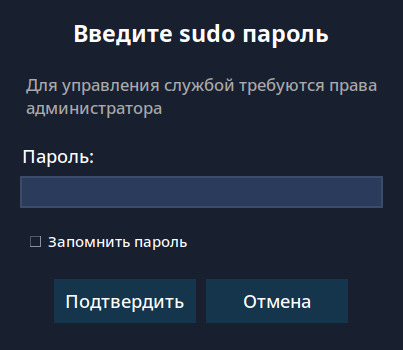 Введите sudo пароль
Для управления службой требуются права
администратора
Пароль:
Запомнить пароль
Подтвердить
Отмена